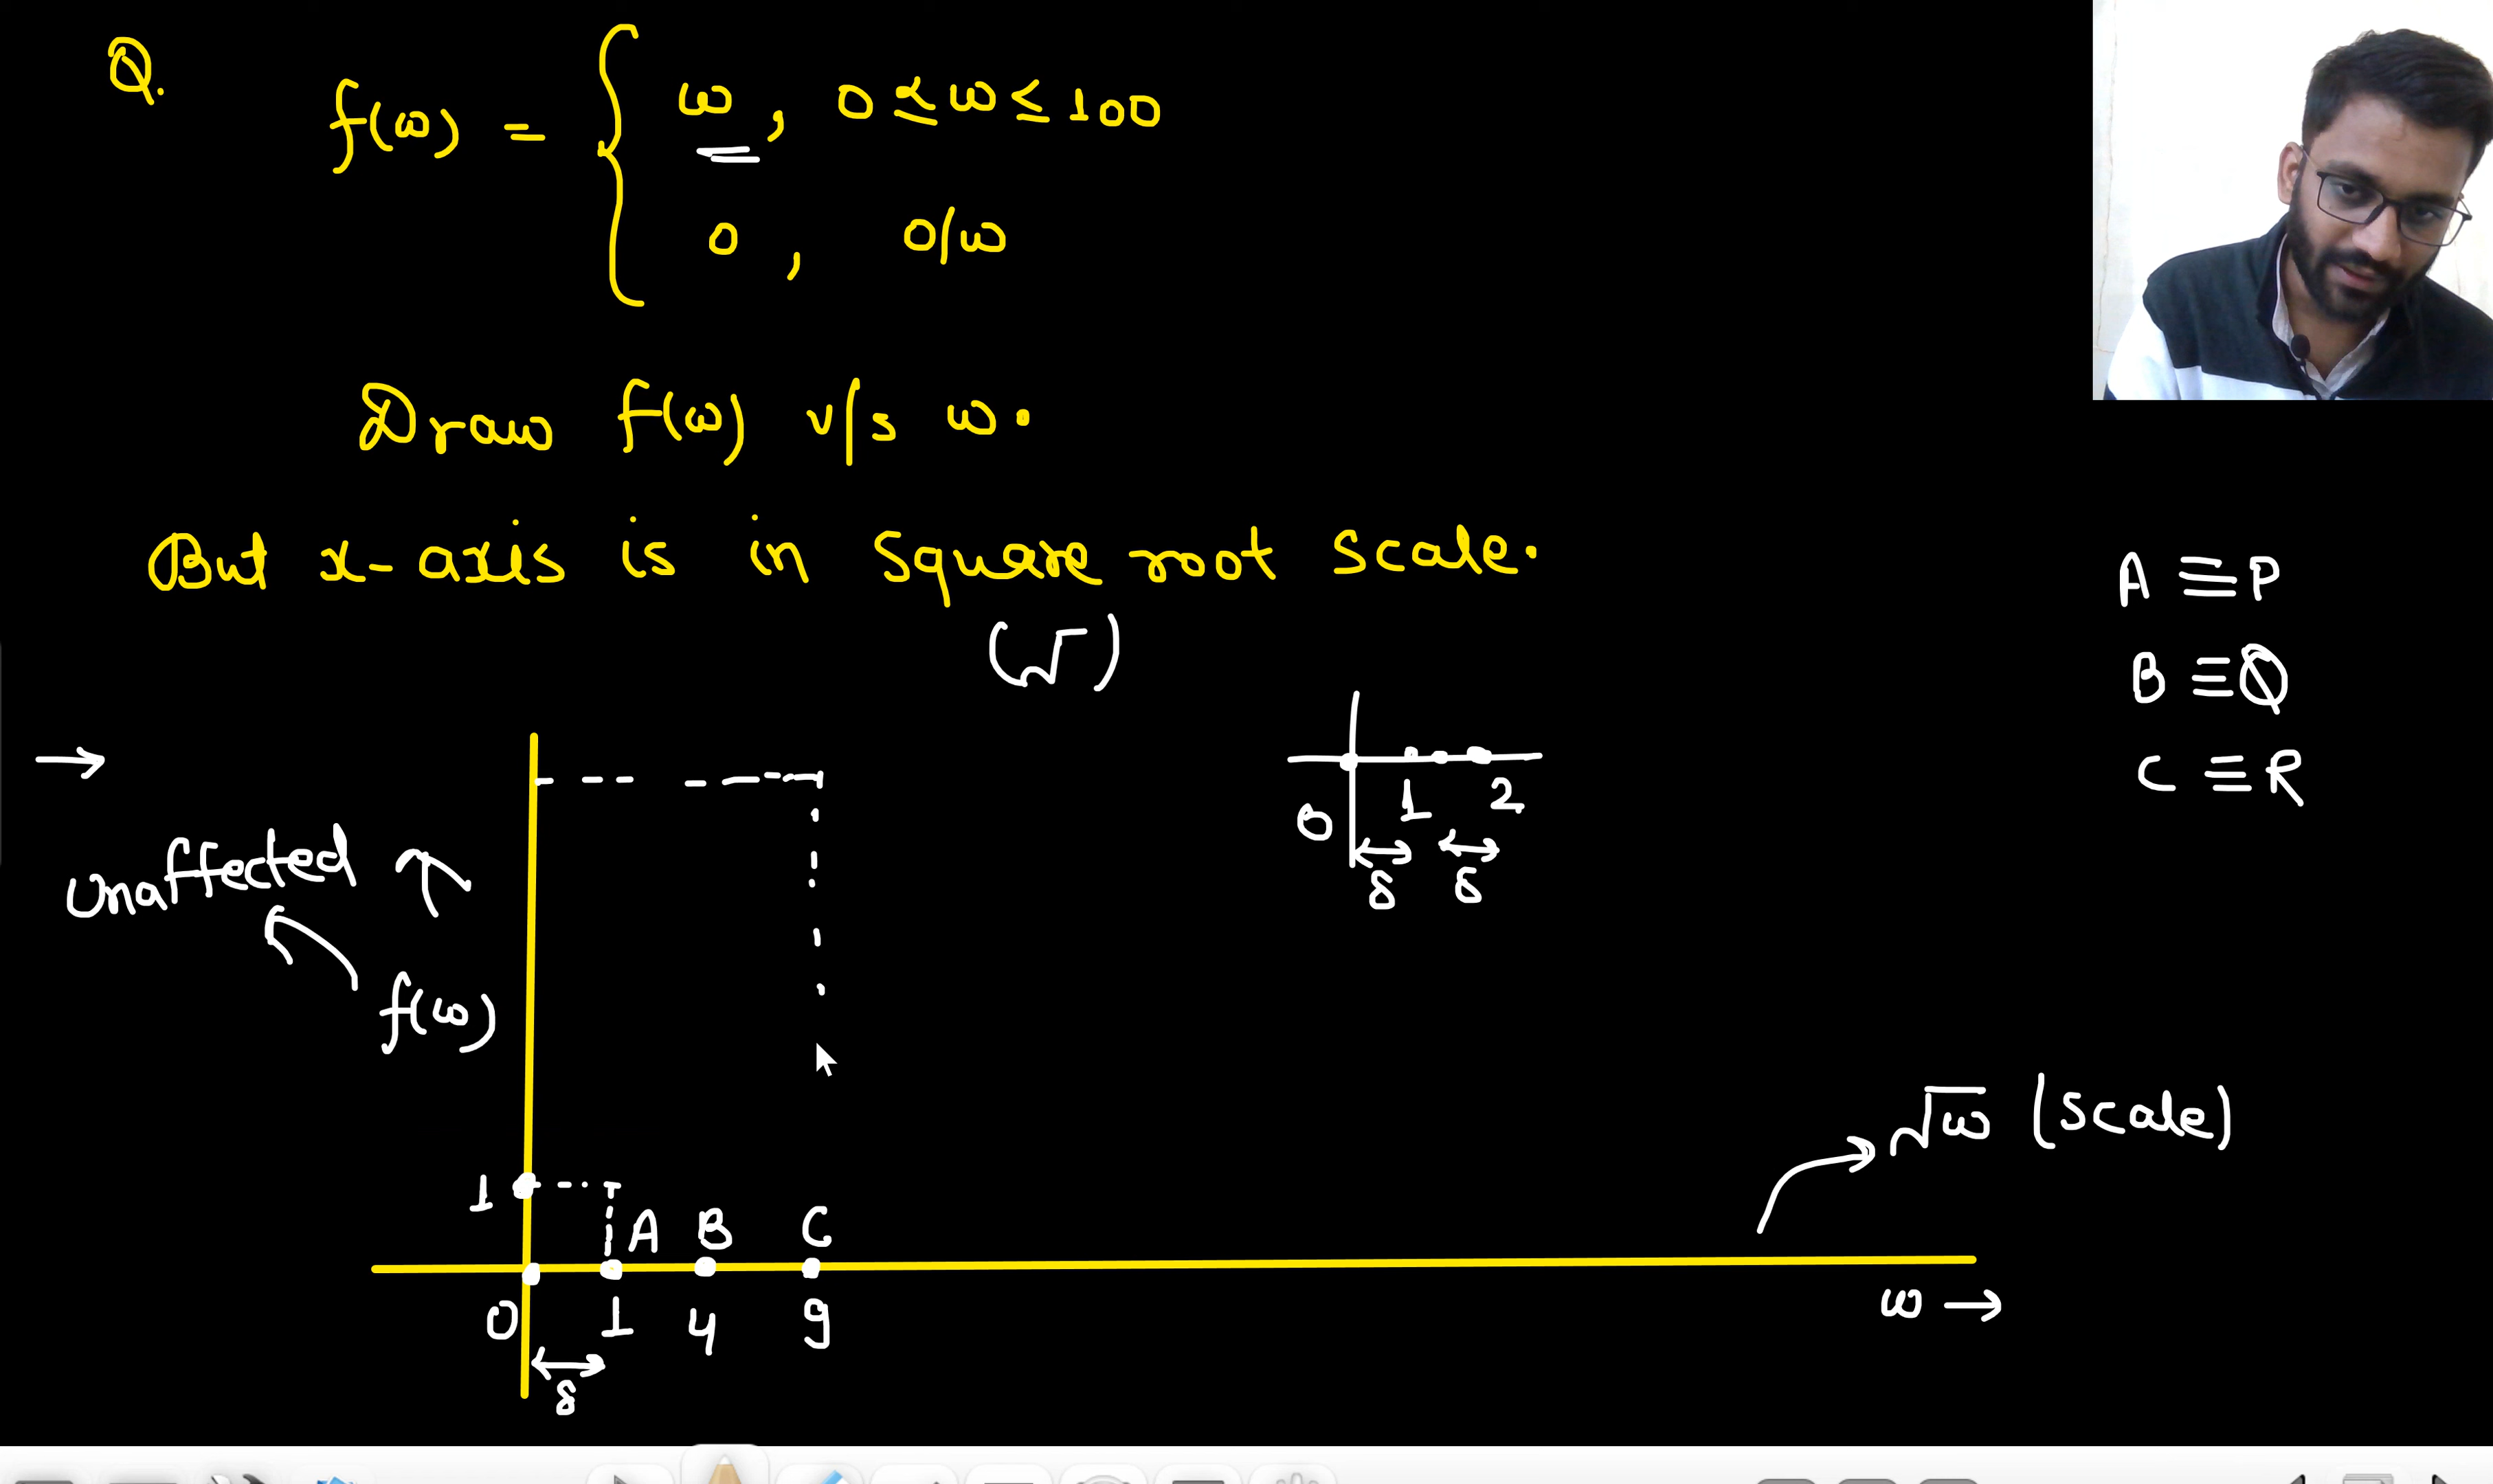 Q.
f(ω) = { ω , 0 ≤ ω ≤ 100
0 , o/w
Draw f(ω) v/s ω.
But x-axis is in square root scale.
(√ )
A ≡ P
B ≡ Q
C ≡ R
→
0 1 2
δ δ
Unaffected
f(ω)
√ω (scale)
1
A B C
0 1 4 9
ω →
δ